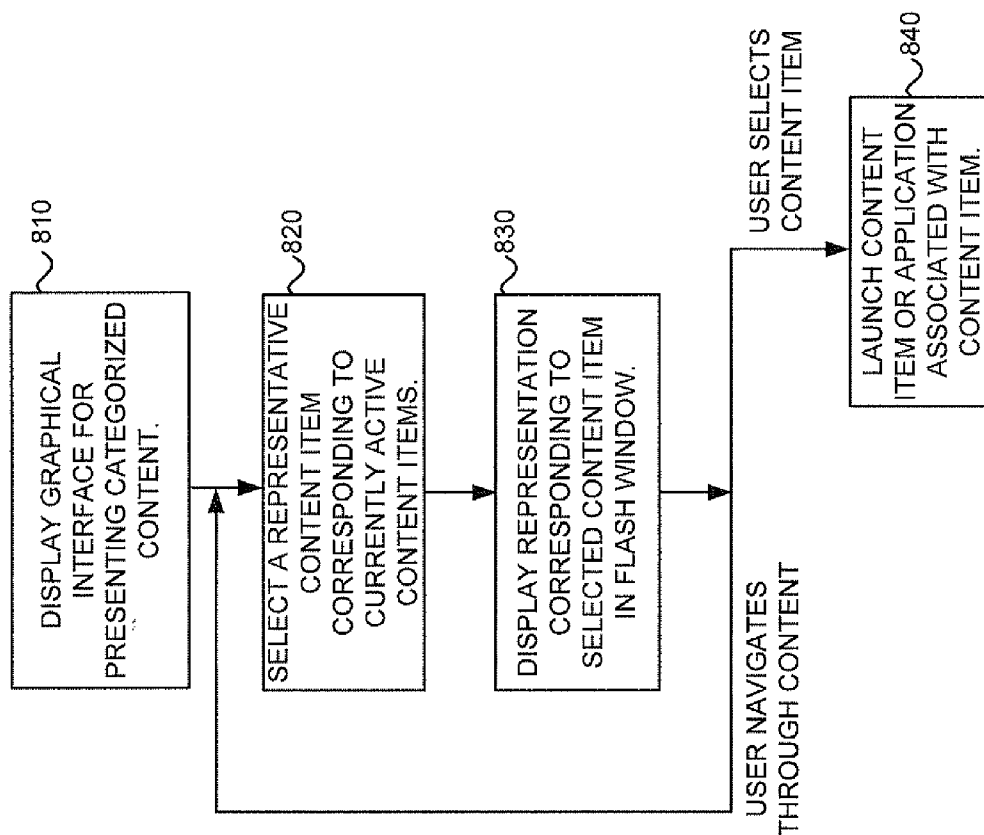 810
DISPLAY GRAPHICAL
INTERFACE FOR
PRESENTING CATEGORIZED
CONTENT.
820
SELECT A REPRESENTATIVE
CONTENT ITEM
CORRESPONDING TO
CURRENTLY ACTIVE
CONTENT ITEMS.
830
DISPLAY REPRESENTATION
CORRESPONDING TO
SELECTED CONTENT ITEM
IN FLASH WINDOW.
USER NAVIGATES
THROUGH CONTENT
USER SELECTS
CONTENT ITEM
840
LAUNCH CONTENT
ITEM OR APPLICATION
ASSOCIATED WITH
CONTENT ITEM.